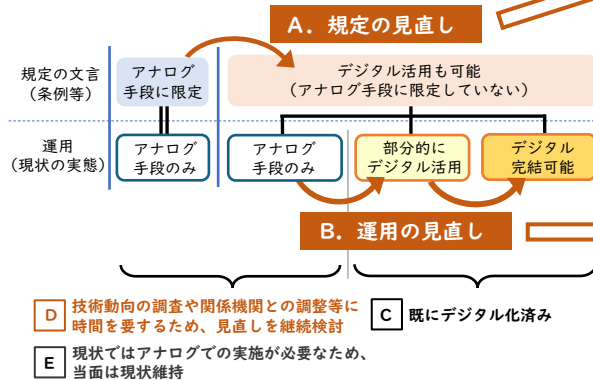 A. 規定の見直し
規定の文言
（条例等）
アナログ
手段に限定
デジタル活用も可能
（アナログ手段に限定していない）
運用
（現状の実態）
アナログ
手段のみ
アナログ
手段のみ
部分的に
デジタル活用
デジタル
完結可能
B. 運用の見直し
D 技術動向の調査や関係機関との調整等に
時間を要するため、見直しを継続検討
C 既にデジタル化済み
E 現状ではアナログでの実施が必要なため、
当面は現状維持